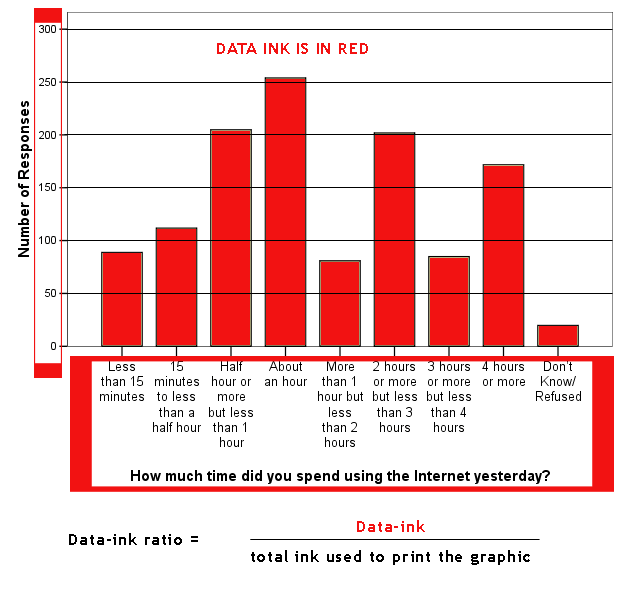 300
DATA INK IS IN RED
250
200
150
100
50
0
Number of Responses
Less
than 15
minutes
15
minutes
to less
than a
half hour
Half
hour or
more
but less
than 1
hour
About
an hour
More
than 1
hour but
less
than 2
hours
2 hours
or more
but less
than 3
hours
3 hours
or more
but less
than 4
hours
4 hours
or more
Don't
Know/
Refused
How much time did you spend using the Internet yesterday?
Data-ink ratio =
Data-ink
total ink used to print the graphic